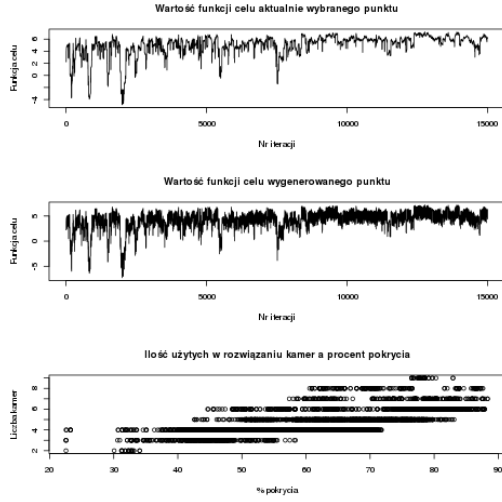 Wartość funkcji celu aktualnie wybranego punktu
Funkcja celu
-4 0 2 4 6
0 5000 10000 15000
Nr iteracji
Wartość funkcji celu wygenerowanego punktu
Funkcja celu
-5 0 5
0 5000 10000 15000
Nr iteracji
Ilość użytych w rozwiązaniu kamer a procent pokrycia
Liczba kamer
2 4 6 8
20 30 40 50 60 70 80 90
% pokrycia